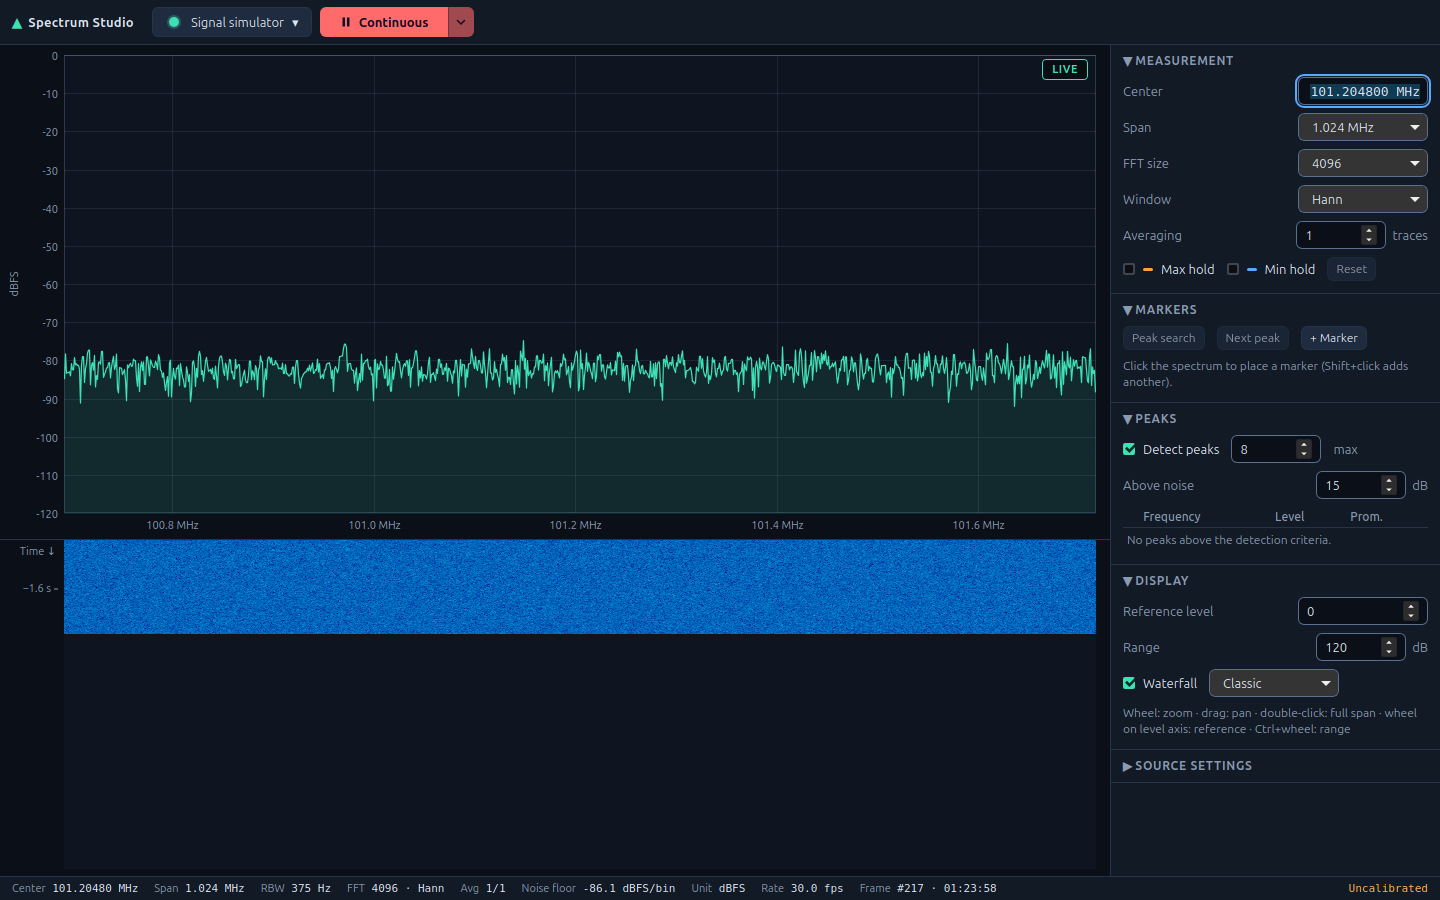 Spectrum Studio
Signal simulator ▾
Continuous
LIVE
0
-10
-20
-30
-40
-50
-60
-70
-80
-90
-100
-110
-120
dBFS
100.8 MHz
101.0 MHz
101.2 MHz
101.4 MHz
101.6 MHz
Time ↓
−1.6 s
▼ MEASUREMENT
Center 101.204800 MHz
Span 1.024 MHz
FFT size 4096
Window Hann
Averaging 1 traces
Max hold Min hold Reset
▼ MARKERS
Peak search Next peak + Marker
Click the spectrum to place a marker (Shift+click adds
another).
▼ PEAKS
Detect peaks 8 max
Above noise 15 dB
Frequency Level Prom.
No peaks above the detection criteria.
▼ DISPLAY
Reference level 0
Range 120 dB
Waterfall Classic
Wheel: zoom · drag: pan · double-click: full span · wheel
on level axis: reference · Ctrl+wheel: range
▶ SOURCE SETTINGS
Center 101.20480 MHz Span 1.024 MHz RBW 375 Hz FFT 4096 · Hann Avg 1/1 Noise floor -86.1 dBFS/bin Unit dBFS Rate 30.0 fps Frame #217 · 01:23:58 Uncalibrated